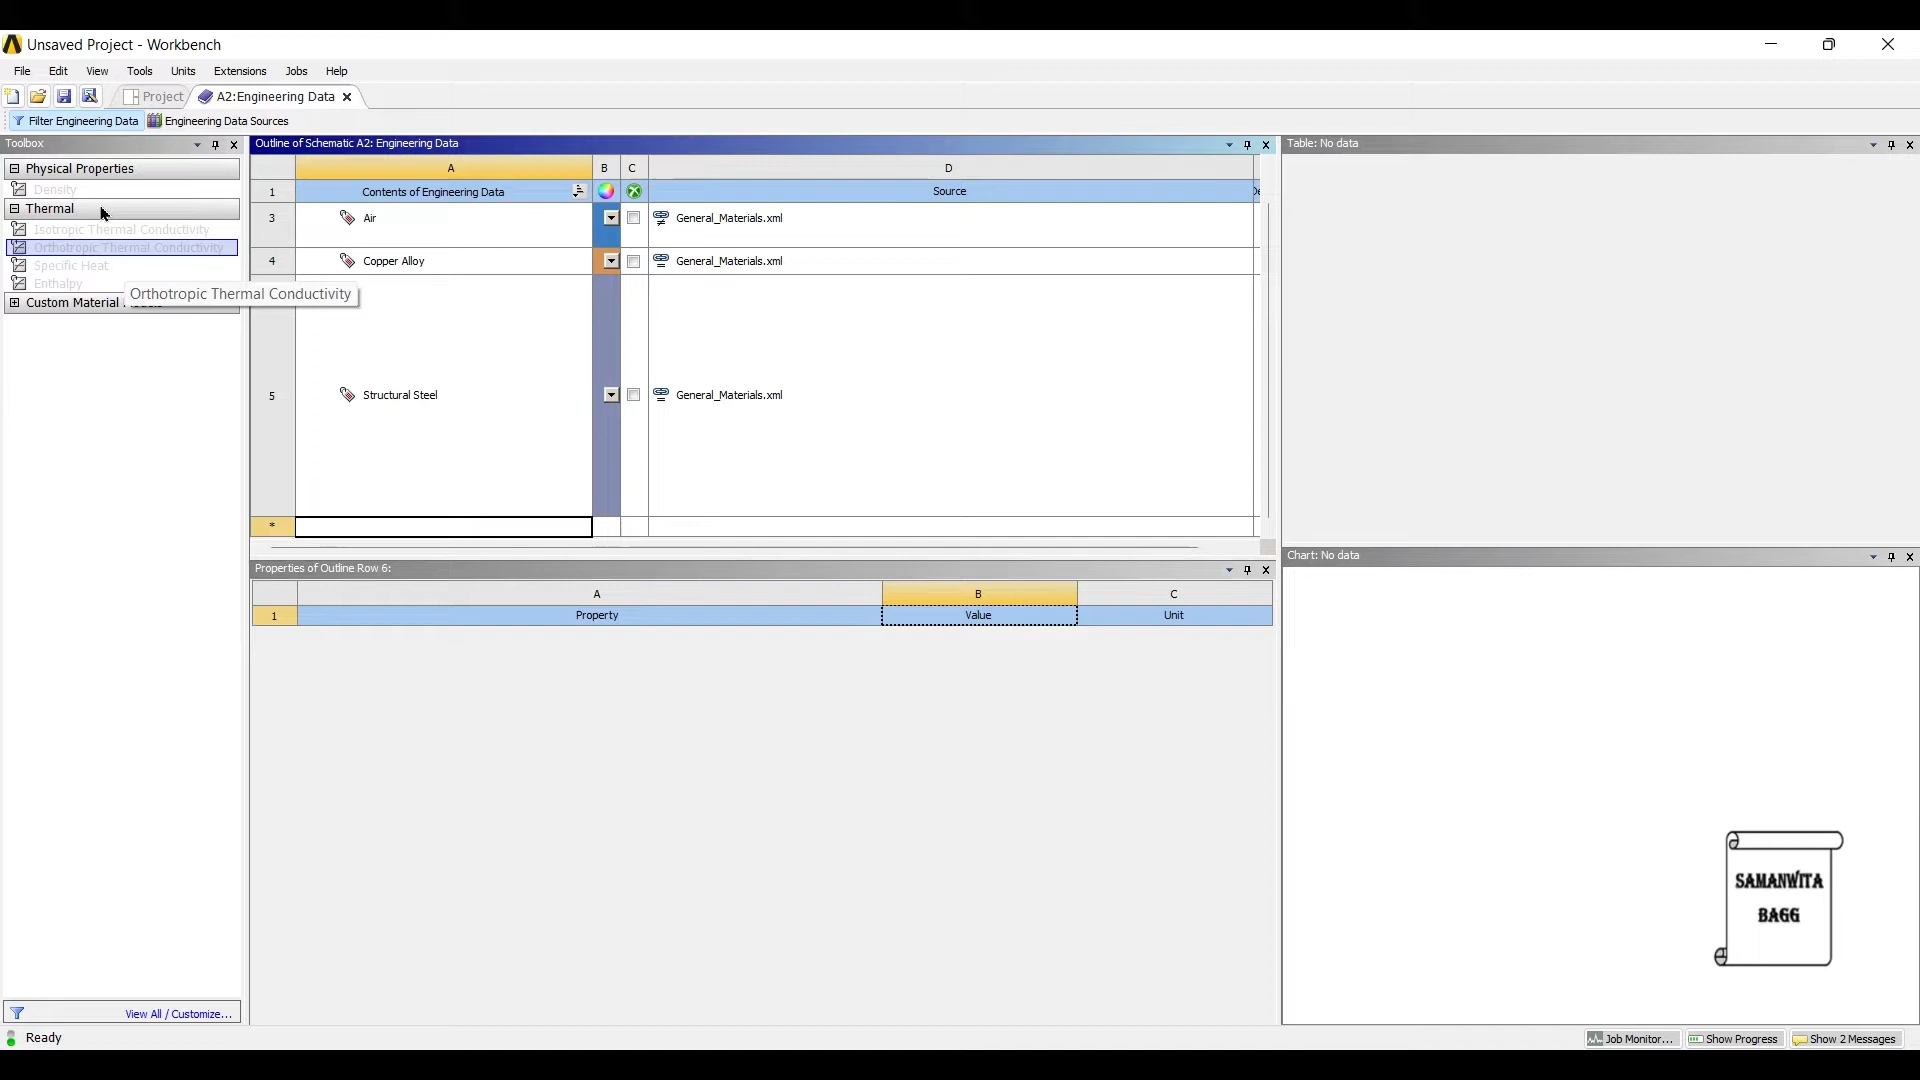 Unsaved Project - Workbench
File Edit View Tools Units Extensions Jobs Help
Project A2:Engineering Data
Filter Engineering Data Engineering Data Sources
Toolbox
Physical Properties
Density
Thermal
Isotropic Thermal Conductivity
Orthotropic Thermal Conductivity
Specific Heat
Enthalpy
Orthotropic Thermal Conductivity
Custom Material
View All / Customize...
Outline of Schematic A2: Engineering Data
A B C D
1 Contents of Engineering Data Source
3 Air General_Materials.xml
4 Copper Alloy General_Materials.xml
5 Structural Steel General_Materials.xml
*
Properties of Outline Row 6:
A B C
1 Property Value Unit
Table: No data
Chart: No data
SAMANWITA
BAGG
Ready
Job Monitor... Show Progress Show 2 Messages